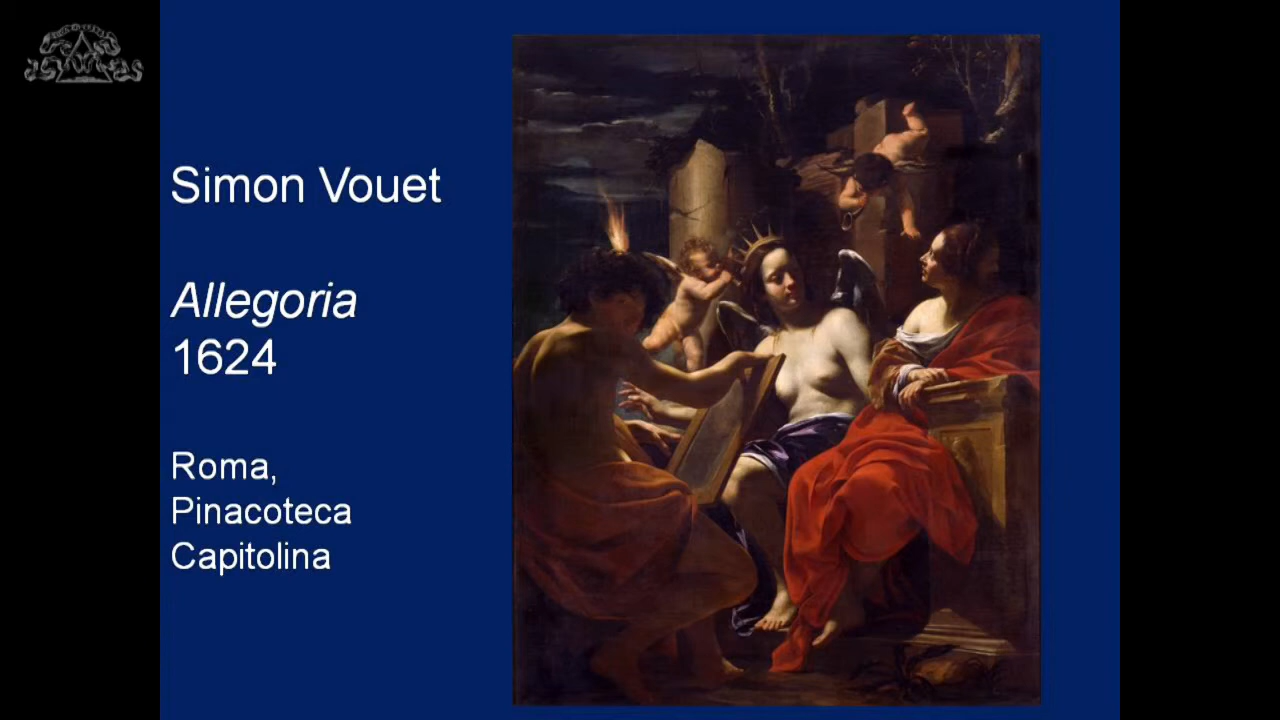 Simon Vouet
Allegoria
1624
Roma,
Pinacoteca
Capitolina